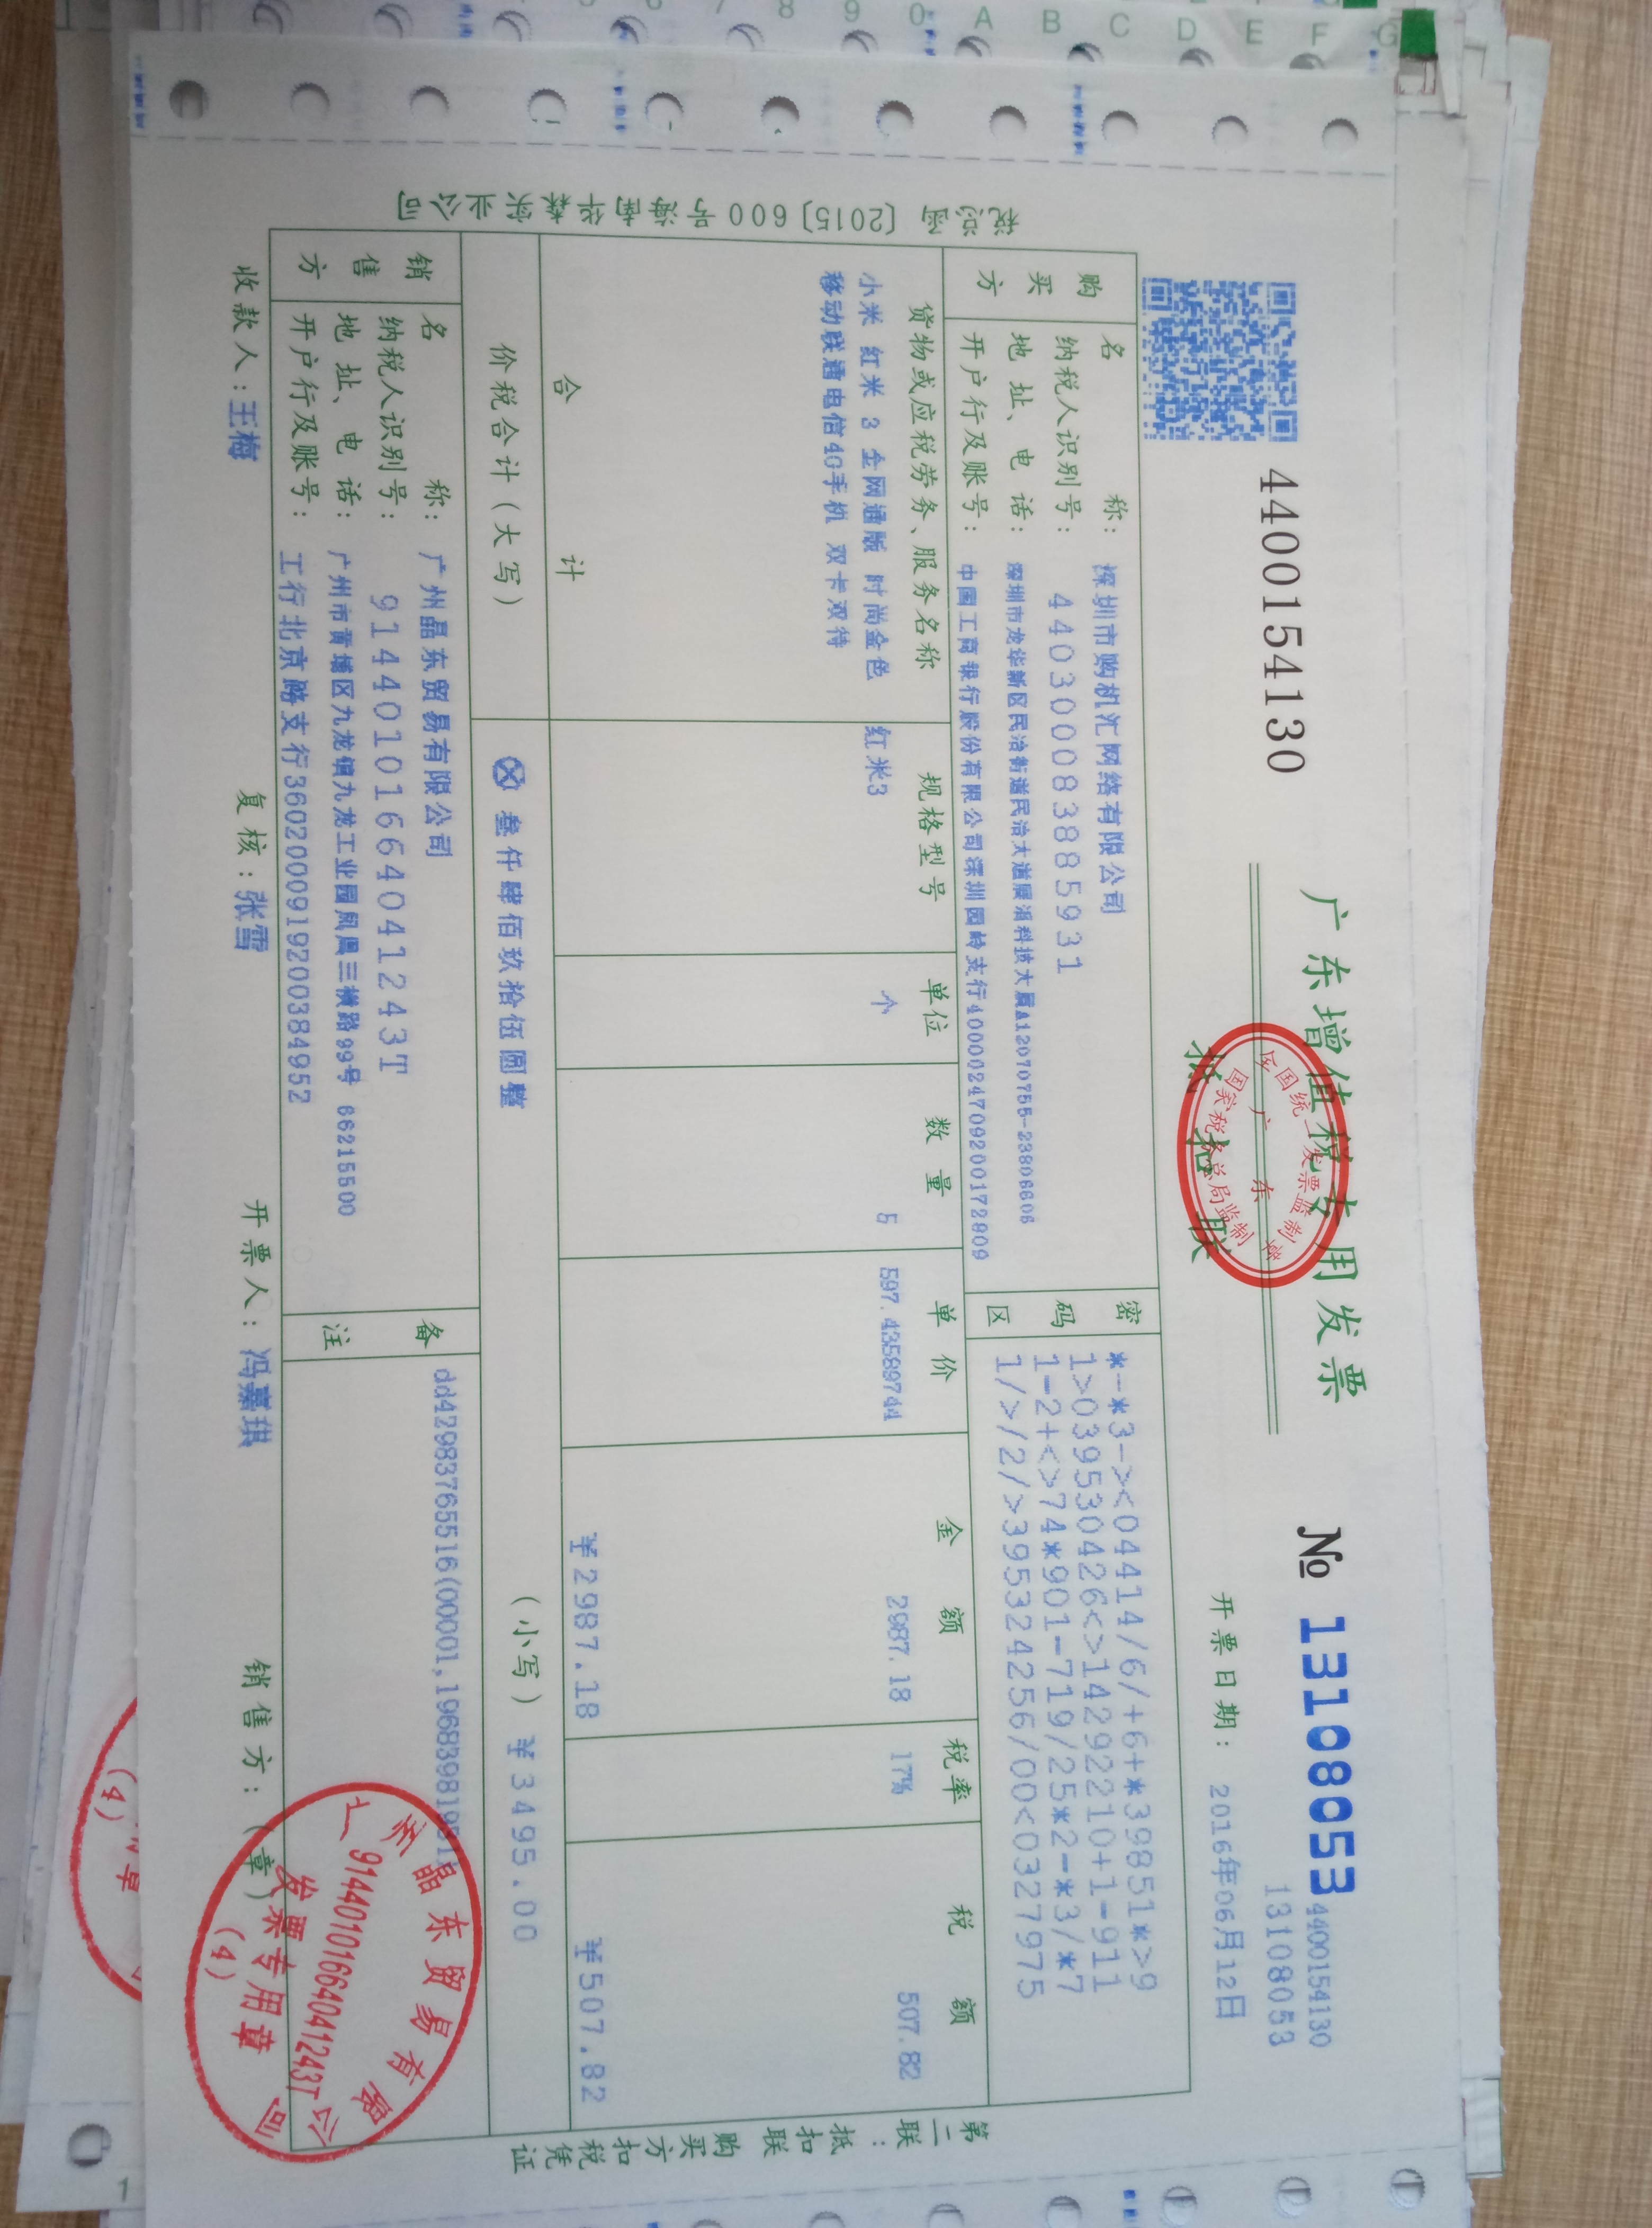 4400154130
广东增值税专用发票
抵扣联
全国统一发票监制章
广东
国家税务总局监制
№ 13108053
4400154130
13108053
开票日期: 2016年06月12日
税总函〔2015〕600号海南华森实业公司
购买方
名称: 深圳市购机汇网络有限公司
纳税人识别号: 440300083885931
地址、电话: 深圳市龙华新区民治街道民治大道展滔科技大厦A12070755-23806606
开户行及账号: 中国工商银行股份有限公司深圳园岭支行4000024709200172909
密码区
*-*3-><04414/6/+6+*39851*>9
1>039530426<>14292210+1-911
1-2+<>74*901-719/25*2-*3/*7
1/>/2/>395324256/00<0327975
货物或应税劳务、服务名称 规格型号 单位 数量 单价 金额 税率 税额
小米 红米 3 全网通版 时尚金色 红米3 个 5 597.43589744 2987.18 17% 507.82
移动联通电信4G手机 双卡双待
合计 ¥2987.18 ¥507.82
价税合计(大写) ⊗ 叁仟肆佰玖拾伍圆整 (小写) ¥3495.00
销售方
名称: 广州晶东贸易有限公司
纳税人识别号: 91440101664041243T
地址、电话: 广州市黄埔区九龙镇九龙工业园凤凰三横路99号 66215500
开户行及账号: 工行北京路支行3602000919200384952
备注
dd42983765516(00001,19683981951)
收款人: 王梅 复核: 张雪 开票人: 冯嘉琪 销售方: (章)
广州晶东贸易有限公司
91440101664041243T
发票专用章
(4)
第二联: 抵扣联 购买方扣税凭证
(4)
8 9 0 A B C D E F G